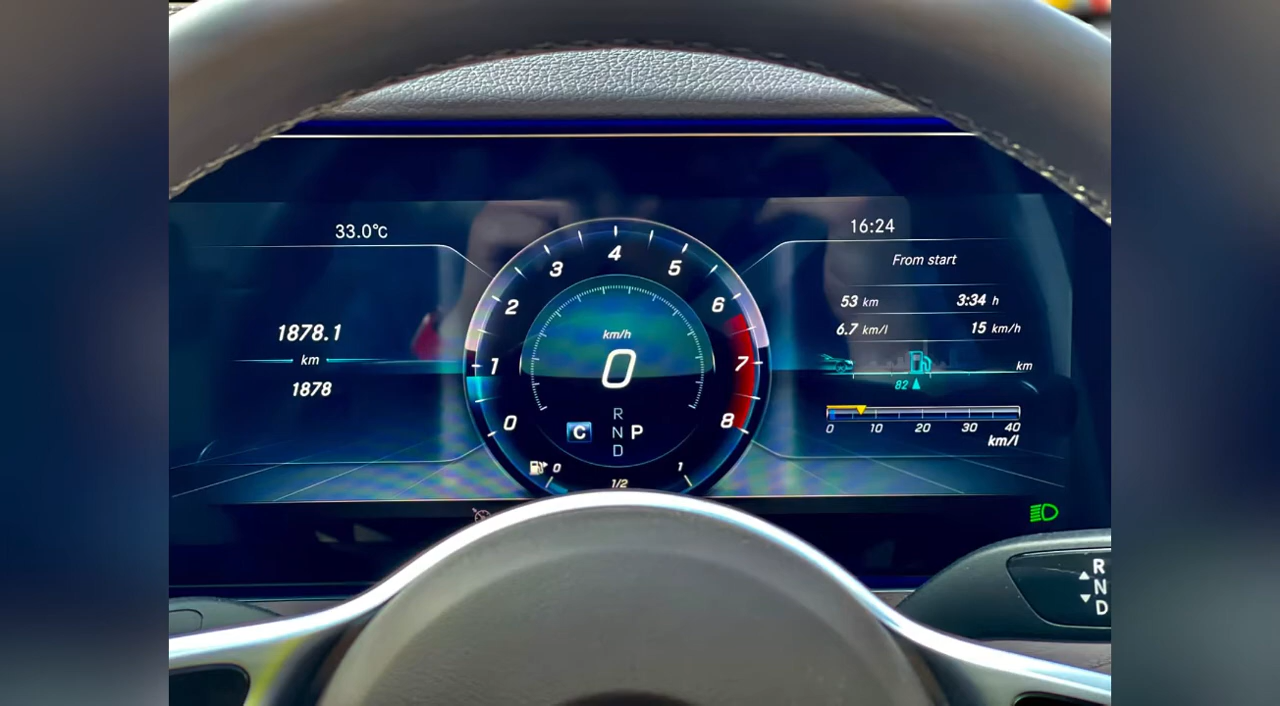 33.0°C
1878.1
km
1878
0 1 2 3 4 5 6 7 8
km/h
0
R
N P
D
C
0 1/2 1
16:24
From start
53 km 3:34 h
6.7 km/l 15 km/h
km
82
0 10 20 30 40
km/l
R
N
D